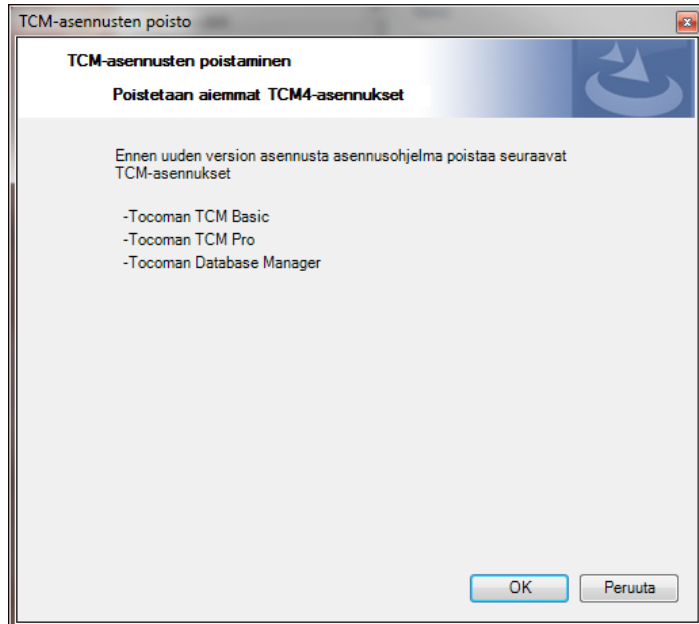 TCM-asennusten poisto
TCM-asennusten poistaminen
Poistetaan aiemmat TCM4-asennukset
Ennen uuden version asennusta asennusohjelma poistaa seuraavat
TCM-asennukset
-Tocoman TCM Basic
-Tocoman TCM Pro
-Tocoman Database Manager
OK
Peruuta